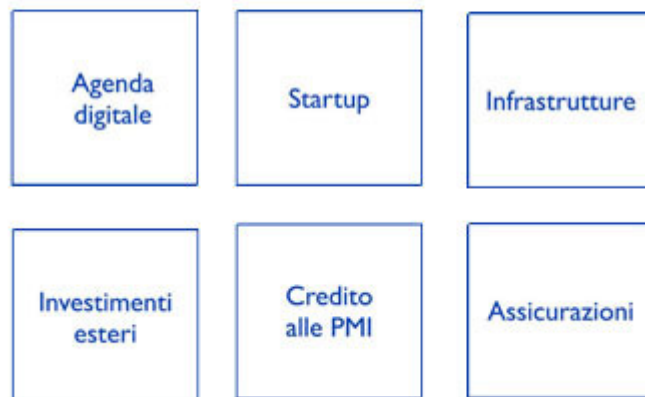 Agenda
digitale
Startup
Infrastrutture
Investimenti
esteri
Credito
alle PMI
Assicurazioni